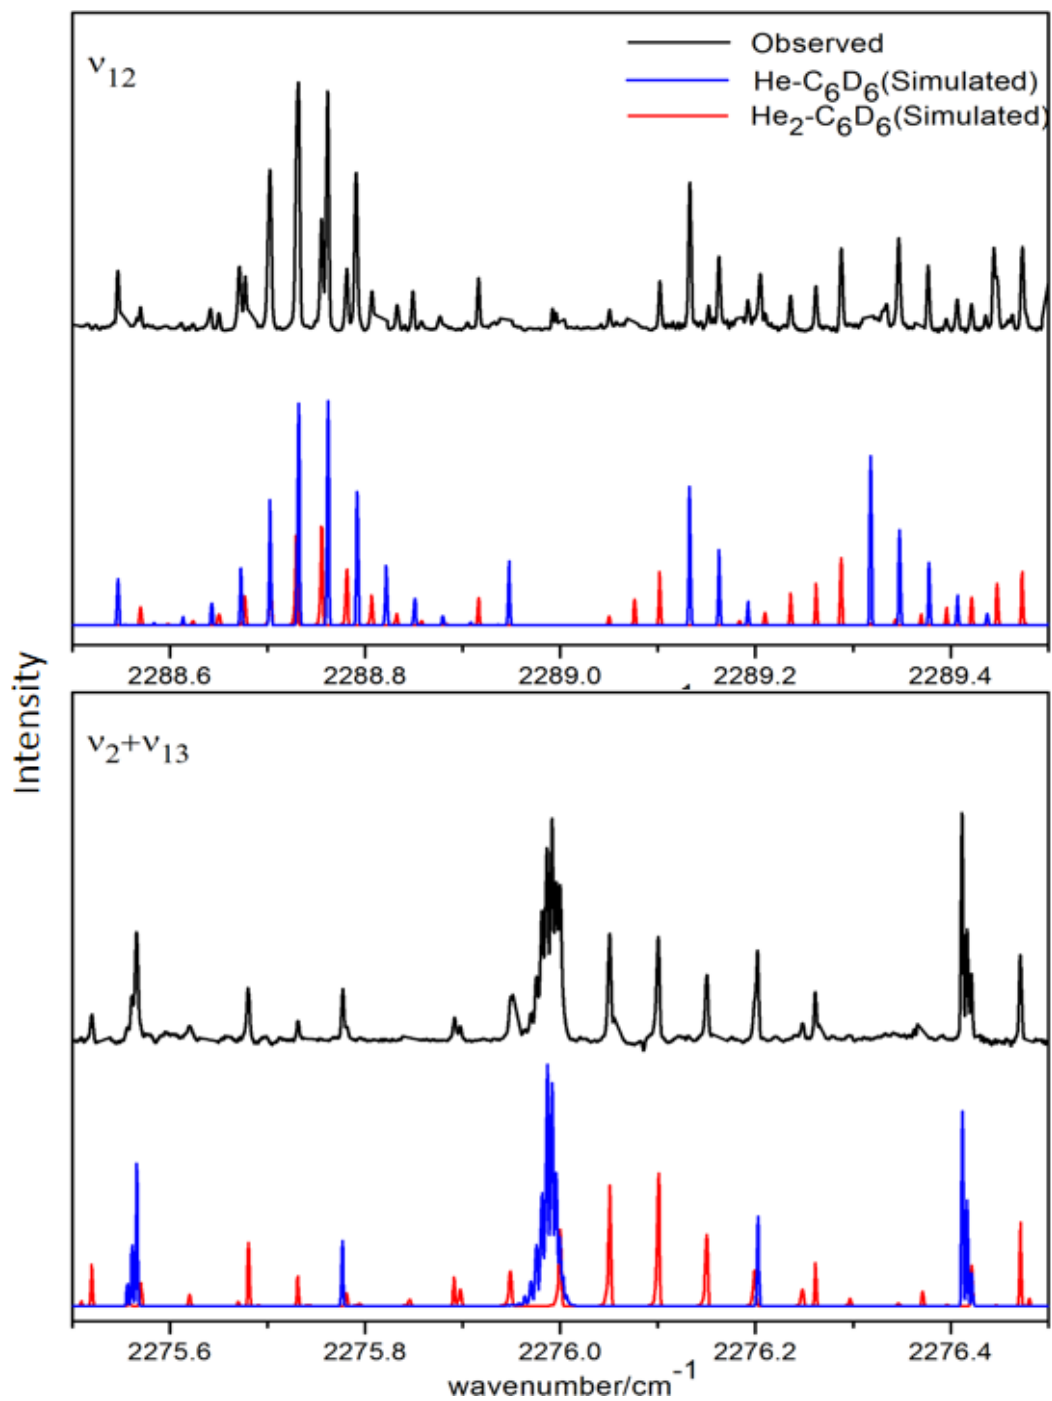 ν12
Observed
He-C6D6(Simulated)
He2-C6D6(Simulated)
2288.6 2288.8 2289.0 2289.2 2289.4
Intensity
ν2+ν13
2275.6 2275.8 2276.0 2276.2 2276.4
wavenumber/cm-1